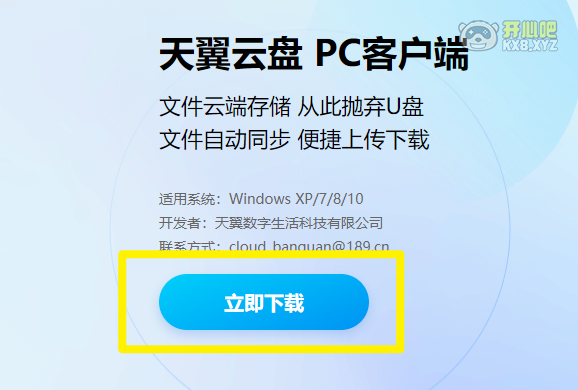 开心吧
KX8.XYZ
天翼云盘 PC客户端
文件云端存储 从此抛弃U盘
文件自动同步 便捷上传下载
适用系统：Windows XP/7/8/10
开发者：天翼数字生活科技有限公司
联系方式：cloud_banquan@189.cn
立即下载